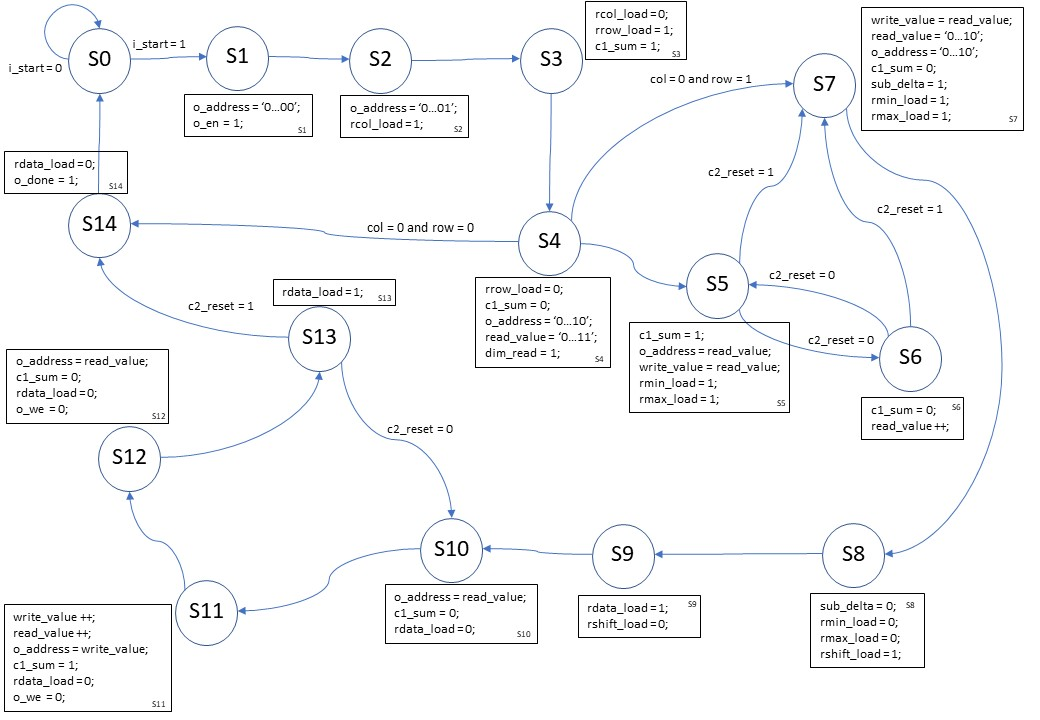 S0
i_start = 0
i_start = 1
S1
o_address = ‘0...00’;
o_en = 1;
S1
S2
o_address = ‘0...01’;
rcol_load = 1;
S2
S3
rcol_load = 0;
rrow_load = 1;
c1_sum = 1;
S3
col = 0 and row = 1
S7
write_value = read_value;
read_value = ‘0...10’;
o_address = ‘0...10’;
c1_sum = 0;
sub_delta = 1;
rmin_load = 1;
rmax_load = 1;
S7
rdata_load = 0;
o_done = 1;
S14
S14
col = 0 and row = 0
S4
rrow_load = 0;
c1_sum = 0;
o_address = ‘0...10’;
read_value = ‘0...11’;
dim_read = 1;
S4
c2_reset = 1
c2_reset = 1
S5
c2_reset = 0
c1_sum = 1;
o_address = read_value;
write_value = read_value;
rmin_load = 1;
rmax_load = 1;
S5
c2_reset = 0
S6
c1_sum = 0;
read_value ++;
S6
rdata_load = 1;
S13
c2_reset = 1
S13
o_address = read_value;
c1_sum = 0;
rdata_load = 0;
o_we = 0;
S12
S12
c2_reset = 0
S10
o_address = read_value;
c1_sum = 0;
rdata_load = 0;
S10
S9
rdata_load = 1;
rshift_load = 0;
S9
S8
sub_delta = 0;
rmin_load = 0;
rmax_load = 0;
rshift_load = 1;
S8
S11
write_value ++;
read_value ++;
o_address = write_value;
c1_sum = 1;
rdata_load = 0;
o_we = 0;
S11